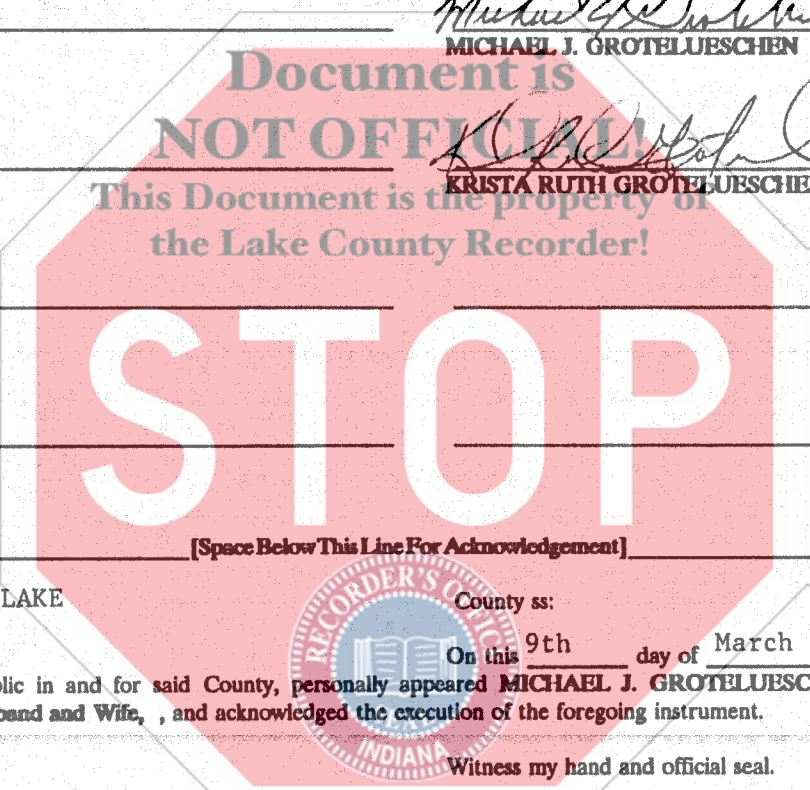 MICHAEL J. GROTELUESCHEN
Document is
NOT OFFICIAL!
KRISTA RUTH GROTELUESCHE
This Document is the property of
the Lake County Recorder!
STOP
[Space Below This Line For Acknowledgement]
LAKE County ss:
RECORDER'S OFFICE
On this 9th day of March
lic in and for said County, personally appeared MICHAEL J. GROTELUESC
band and Wife, , and acknowledged the execution of the foregoing instrument.
INDIANA
Witness my hand and official seal.